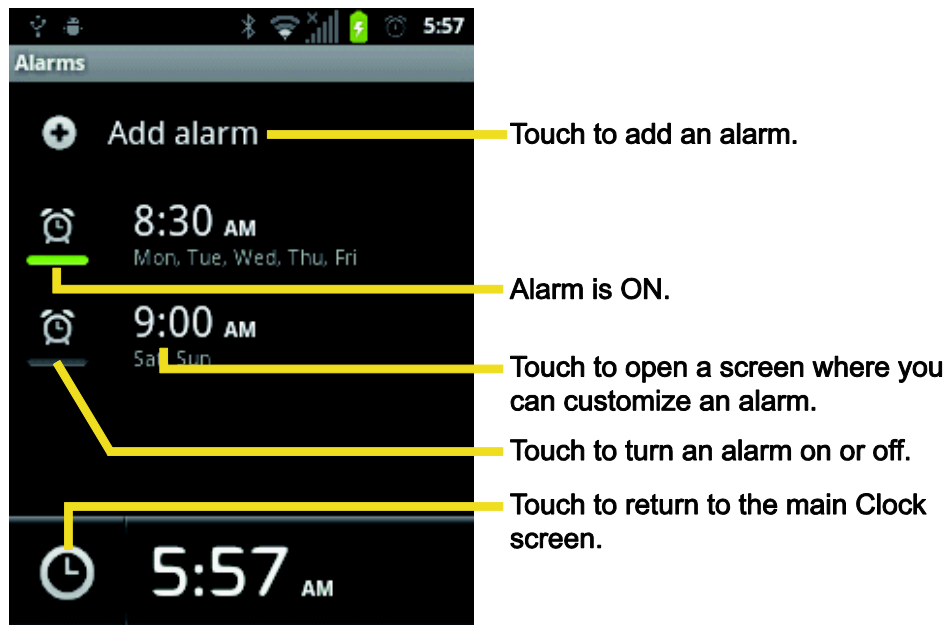 5:57
Alarms
Add alarm
Touch to add an alarm.
8:30 AM
Mon, Tue, Wed, Thu, Fri
Alarm is ON.
9:00 AM
Sat, Sun
Touch to open a screen where you
can customize an alarm.
Touch to turn an alarm on or off.
Touch to return to the main Clock
screen.
5:57 AM